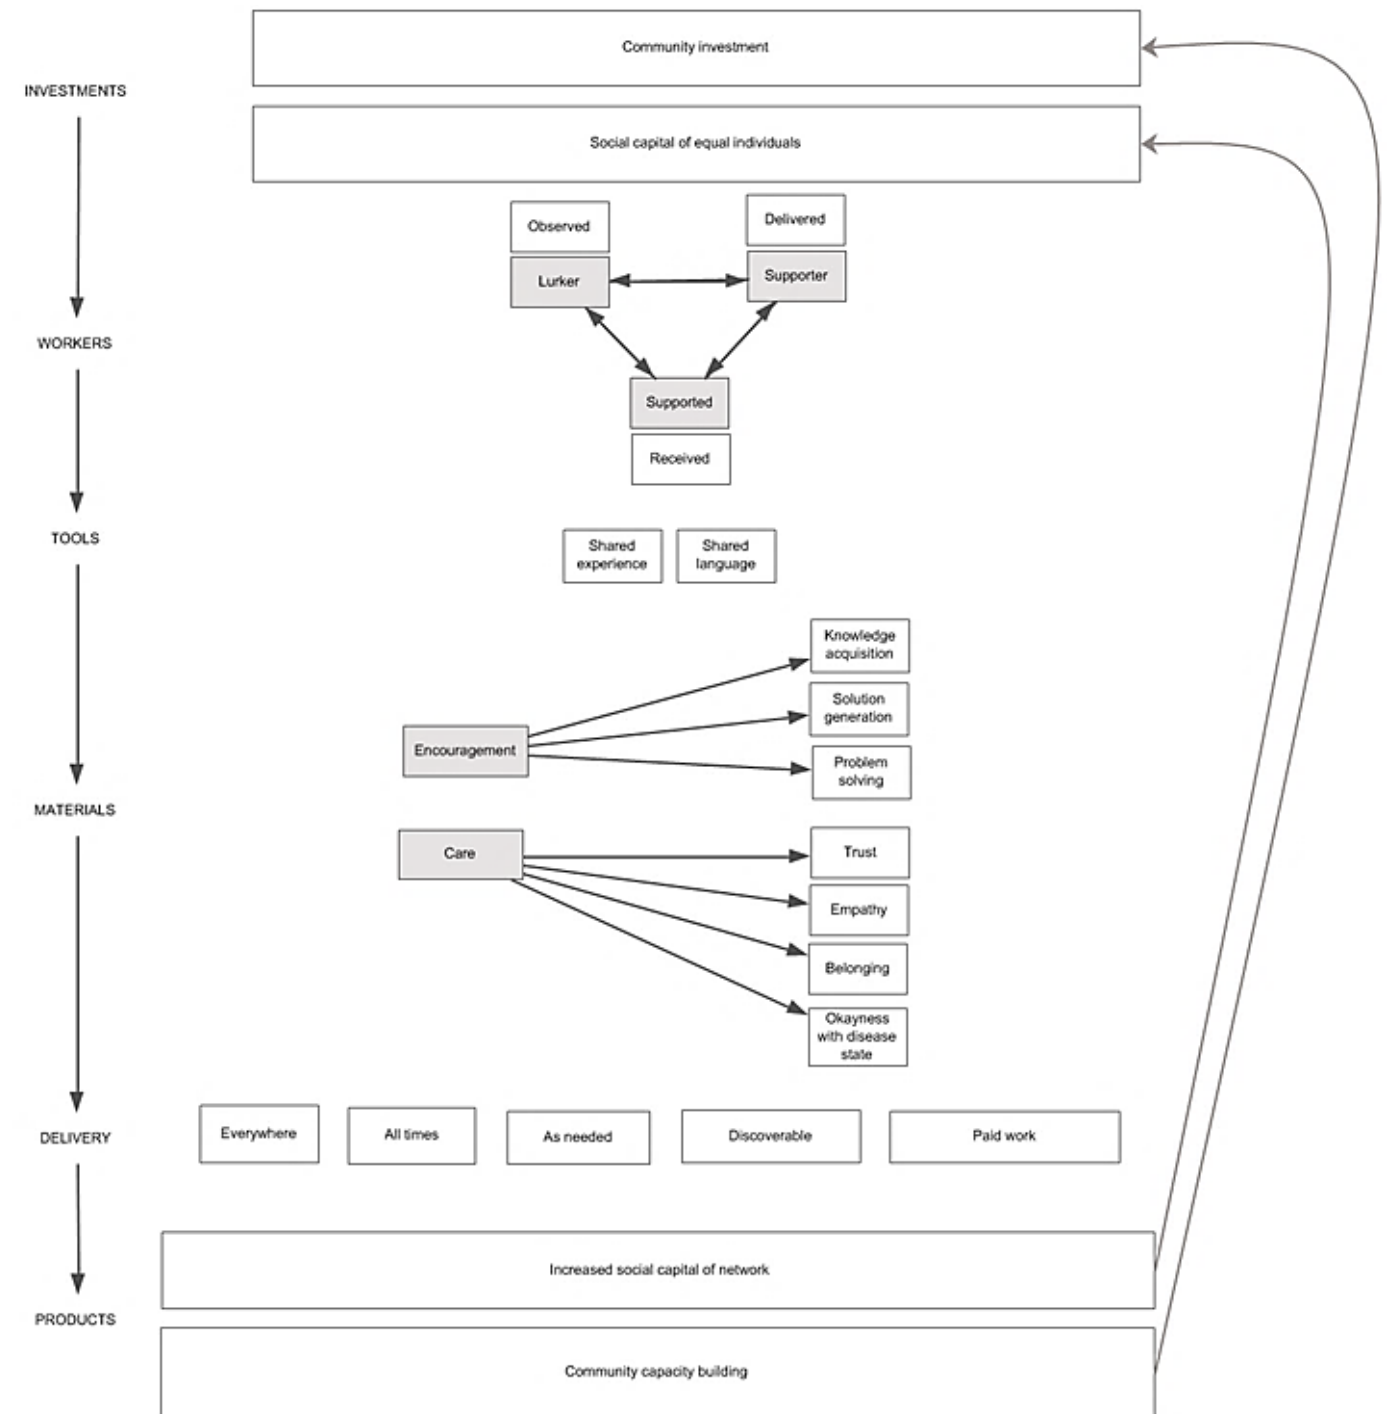 Community investment
INVESTMENTS
Social capital of equal individuals
Observed
Delivered
Lurker
Supporter
WORKERS
Supported
Received
TOOLS
Shared
experience
Shared
language
Knowledge
acquisition
Solution
generation
Encouragement
Problem
solving
MATERIALS
Care
Trust
Empathy
Belonging
Okayness
with disease
state
DELIVERY
Everywhere
All times
As needed
Discoverable
Paid work
Increased social capital of network
PRODUCTS
Community capacity building